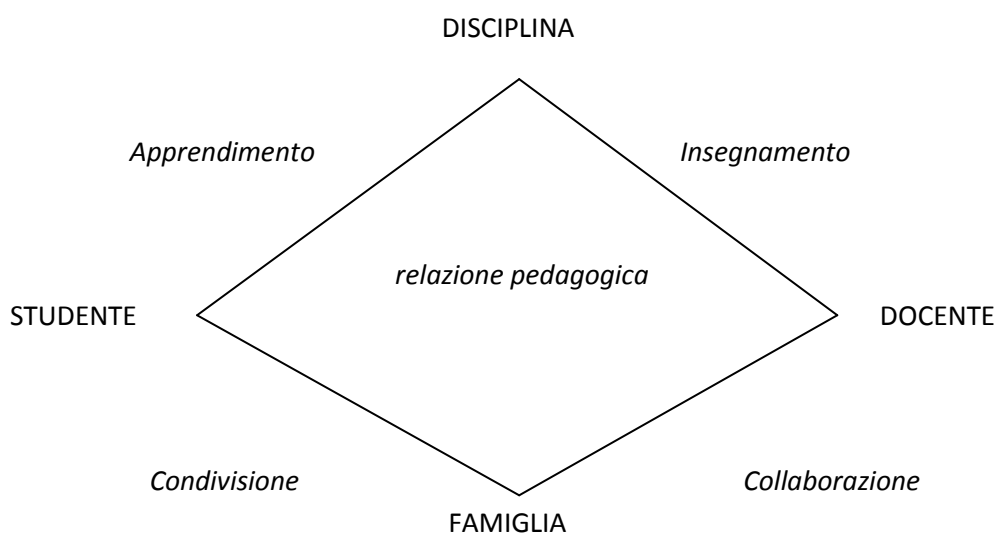 DISCIPLINA
Apprendimento
Insegnamento
relazione pedagogica
STUDENTE
DOCENTE
Condivisione
Collaborazione
FAMIGLIA